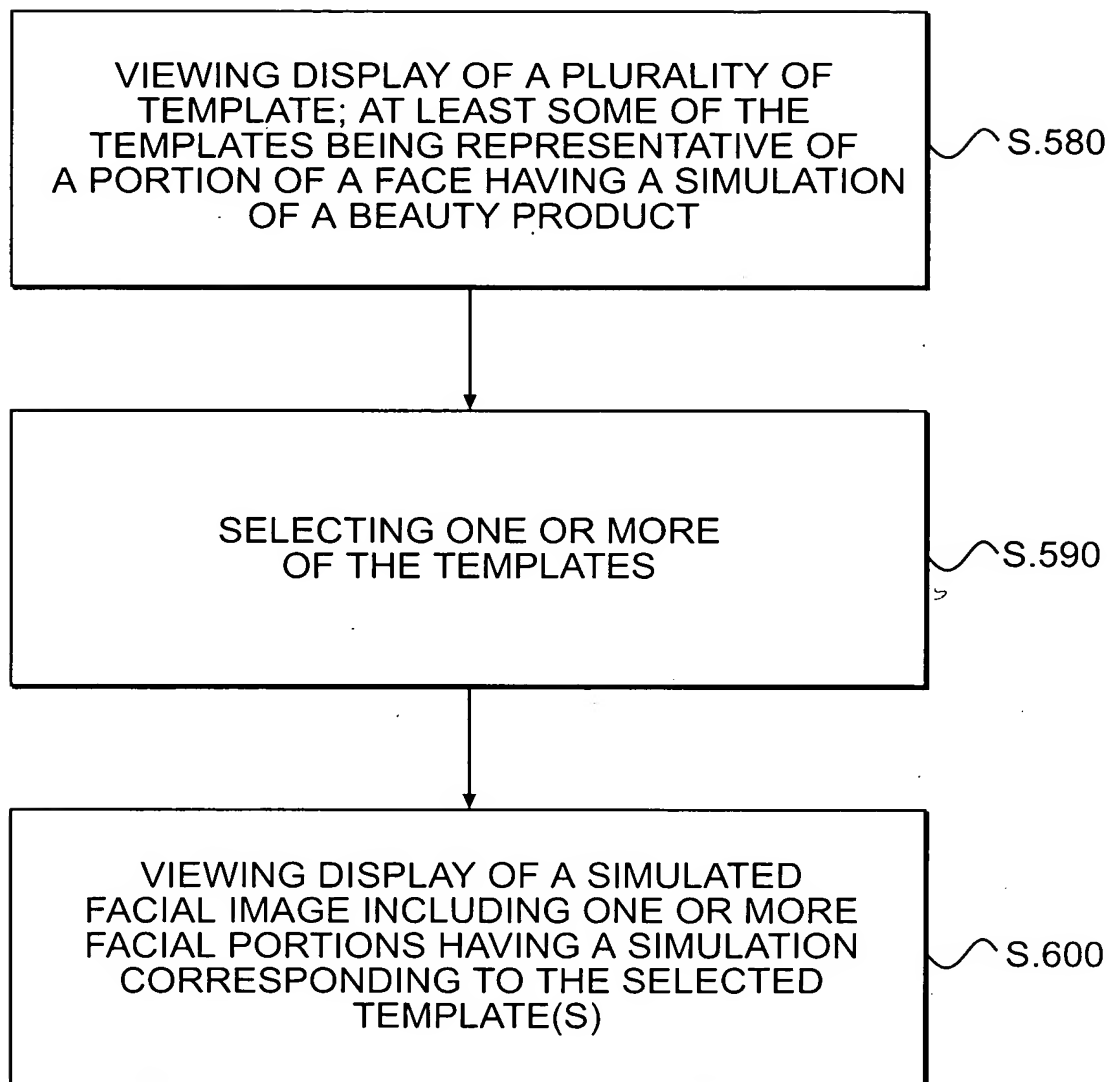 VIEWING DISPLAY OF A PLURALITY OF
TEMPLATE; AT LEAST SOME OF THE
TEMPLATES BEING REPRESENTATIVE OF
A PORTION OF A FACE HAVING A SIMULATION
OF A BEAUTY PRODUCT
S.580
SELECTING ONE OR MORE
OF THE TEMPLATES
S.590
VIEWING DISPLAY OF A SIMULATED
FACIAL IMAGE INCLUDING ONE OR MORE
FACIAL PORTIONS HAVING A SIMULATION
CORRESPONDING TO THE SELECTED
TEMPLATE(S)
S.600